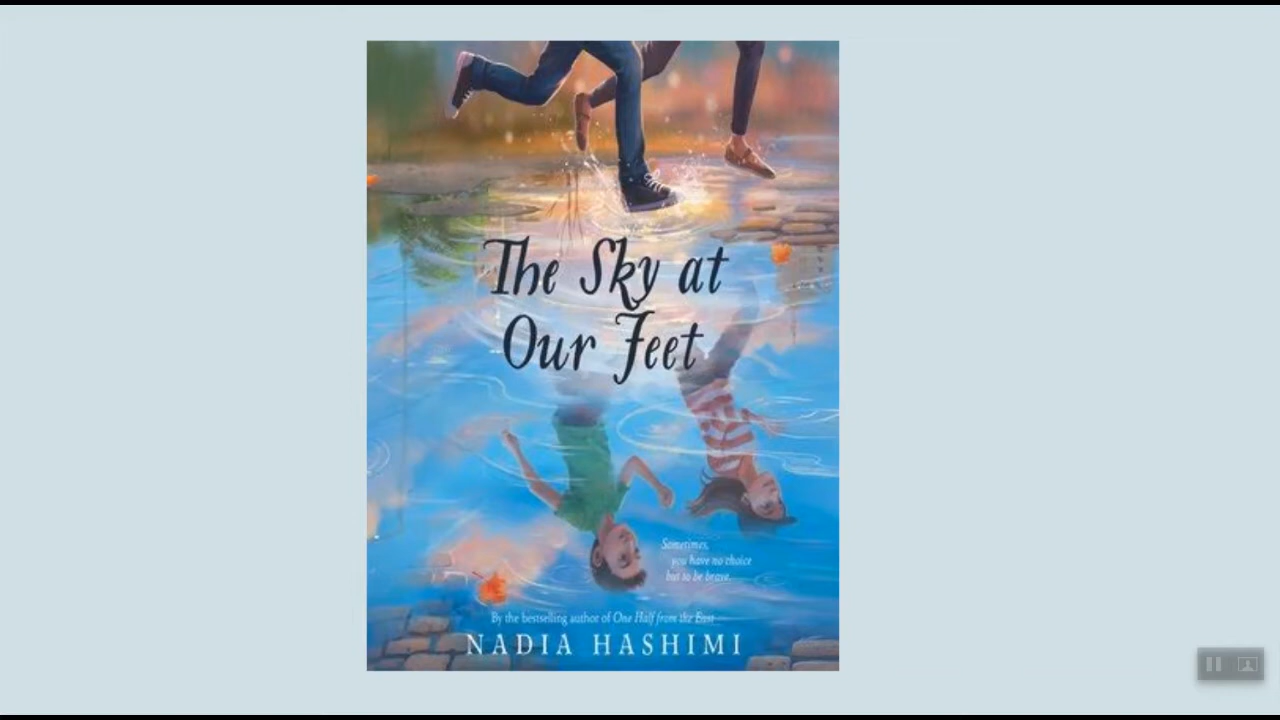 The Sky at
Our Feet
Sometimes,
you have no choice
but to be brave.
By the bestselling author of One Half from the East
NADIA HASHIMI